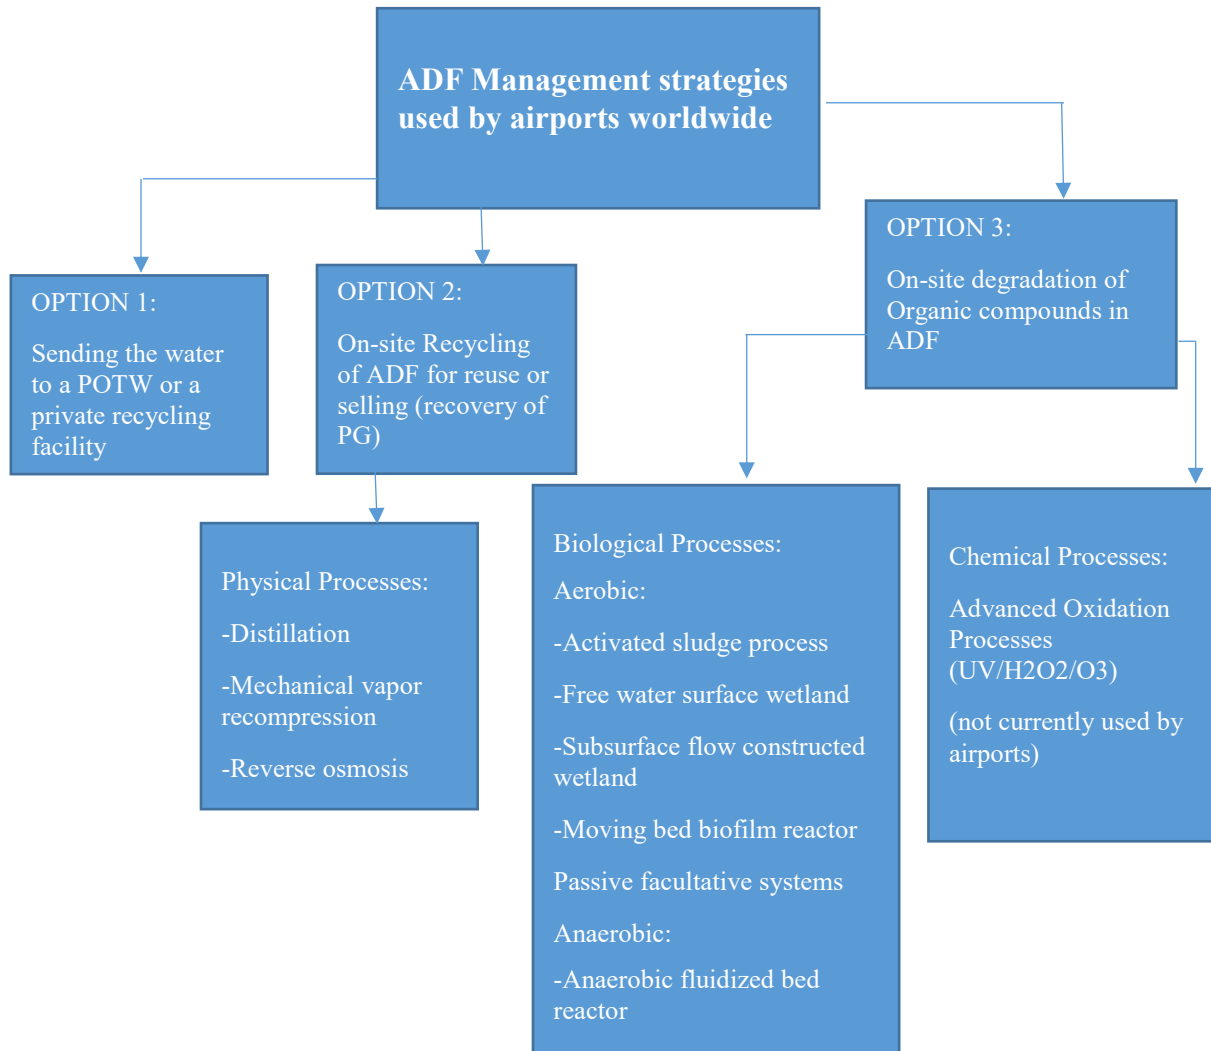 ADF Management strategies
used by airports worldwide
OPTION 1:
Sending the water
to a POTW or a
private recycling
facility
OPTION 2:
On-site Recycling
of ADF for reuse or
selling (recovery of
PG)
OPTION 3:
On-site degradation of
Organic compounds in
ADF
Physical Processes:
-Distillation
-Mechanical vapor
recompression
-Reverse osmosis
Biological Processes:
Aerobic:
-Activated sludge process
-Free water surface wetland
-Subsurface flow constructed
wetland
-Moving bed biofilm reactor
Passive facultative systems
Anaerobic:
-Anaerobic fluidized bed
reactor
Chemical Processes:
Advanced Oxidation
Processes
(UV/H2O2/O3)
(not currently used by
airports)